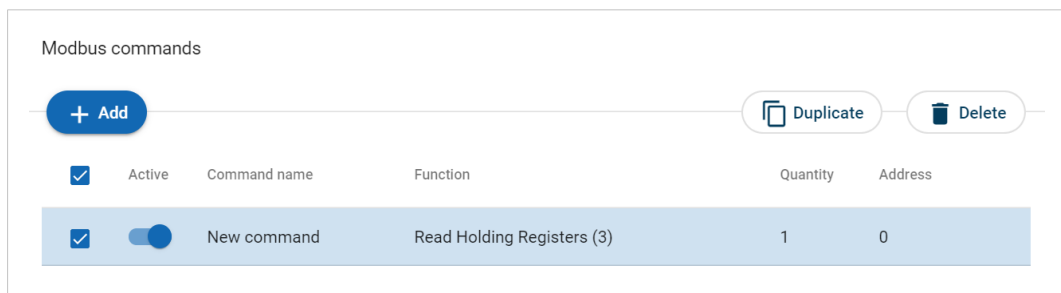 Modbus commands
Add Duplicate Delete
Active Command name Function Quantity Address
New command Read Holding Registers (3) 1 0